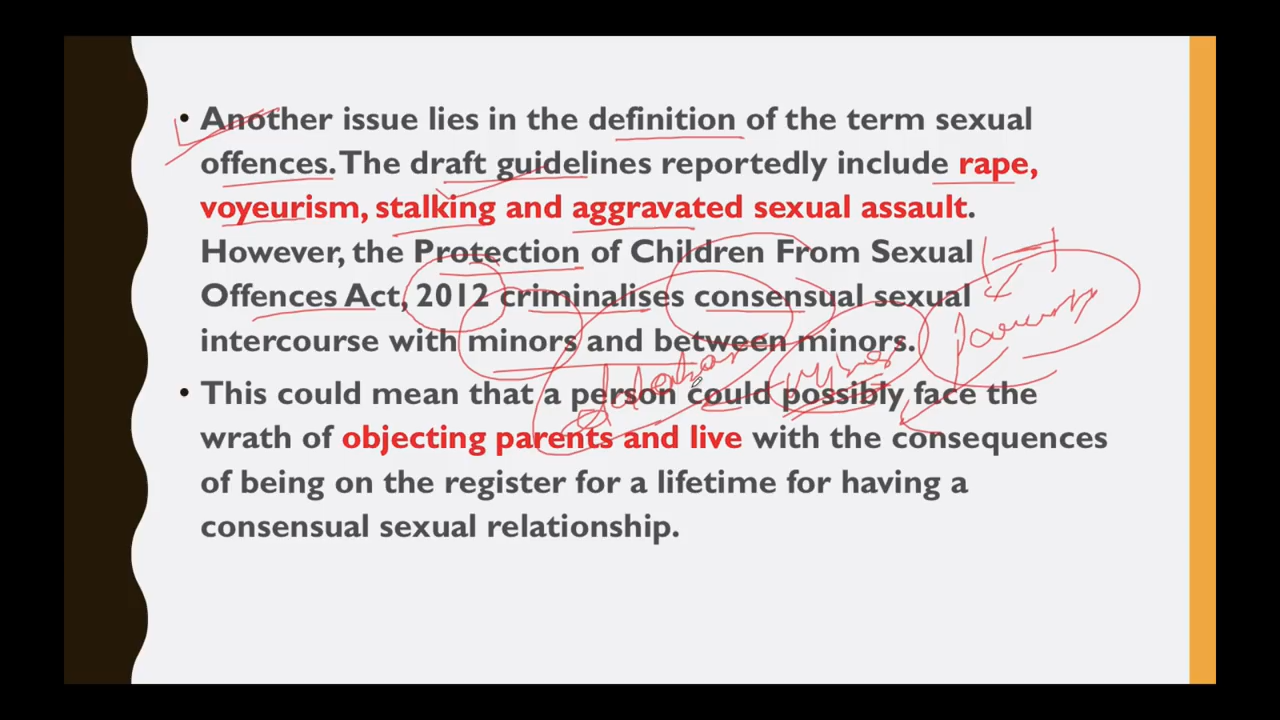 • Another issue lies in the definition of the term sexual
offences. The draft guidelines reportedly include rape,
voyeurism, stalking and aggravated sexual assault.
However, the Protection of Children From Sexual
Offences Act, 2012 criminalises consensual sexual
intercourse with minors and between minors.
• This could mean that a person could possibly face the
wrath of objecting parents and live with the consequences
of being on the register for a lifetime for having a
consensual sexual relationship.